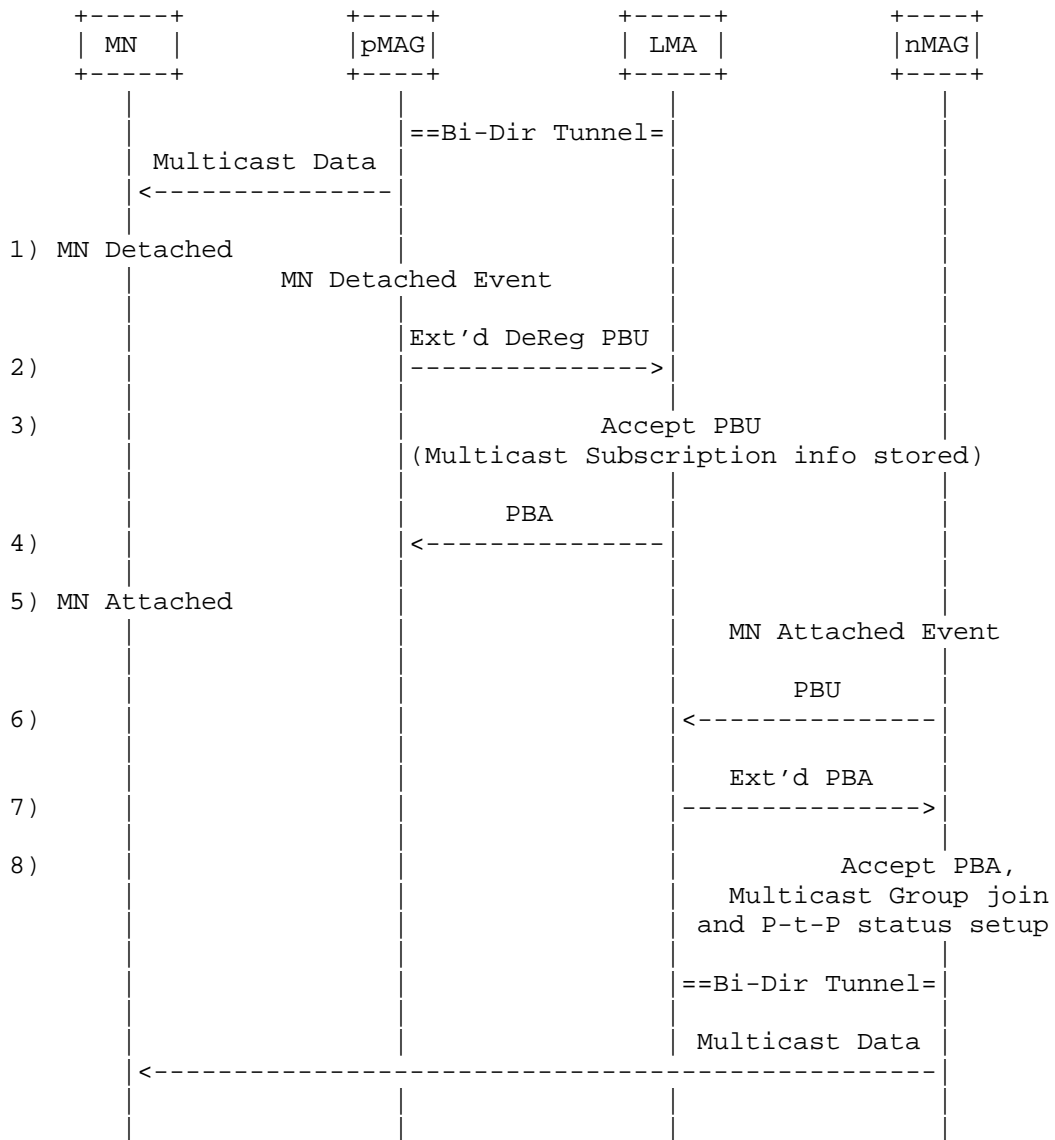 MN pMAG LMA nMAG
==Bi-Dir Tunnel=
Multicast Data
1) MN Detached
MN Detached Event
Ext'd DeReg PBU
2)
3) Accept PBU
(Multicast Subscription info stored)
PBA
4)
5) MN Attached
MN Attached Event
PBU
6)
Ext'd PBA
7)
8) Accept PBA,
Multicast Group join
and P-t-P status setup
==Bi-Dir Tunnel=
Multicast Data